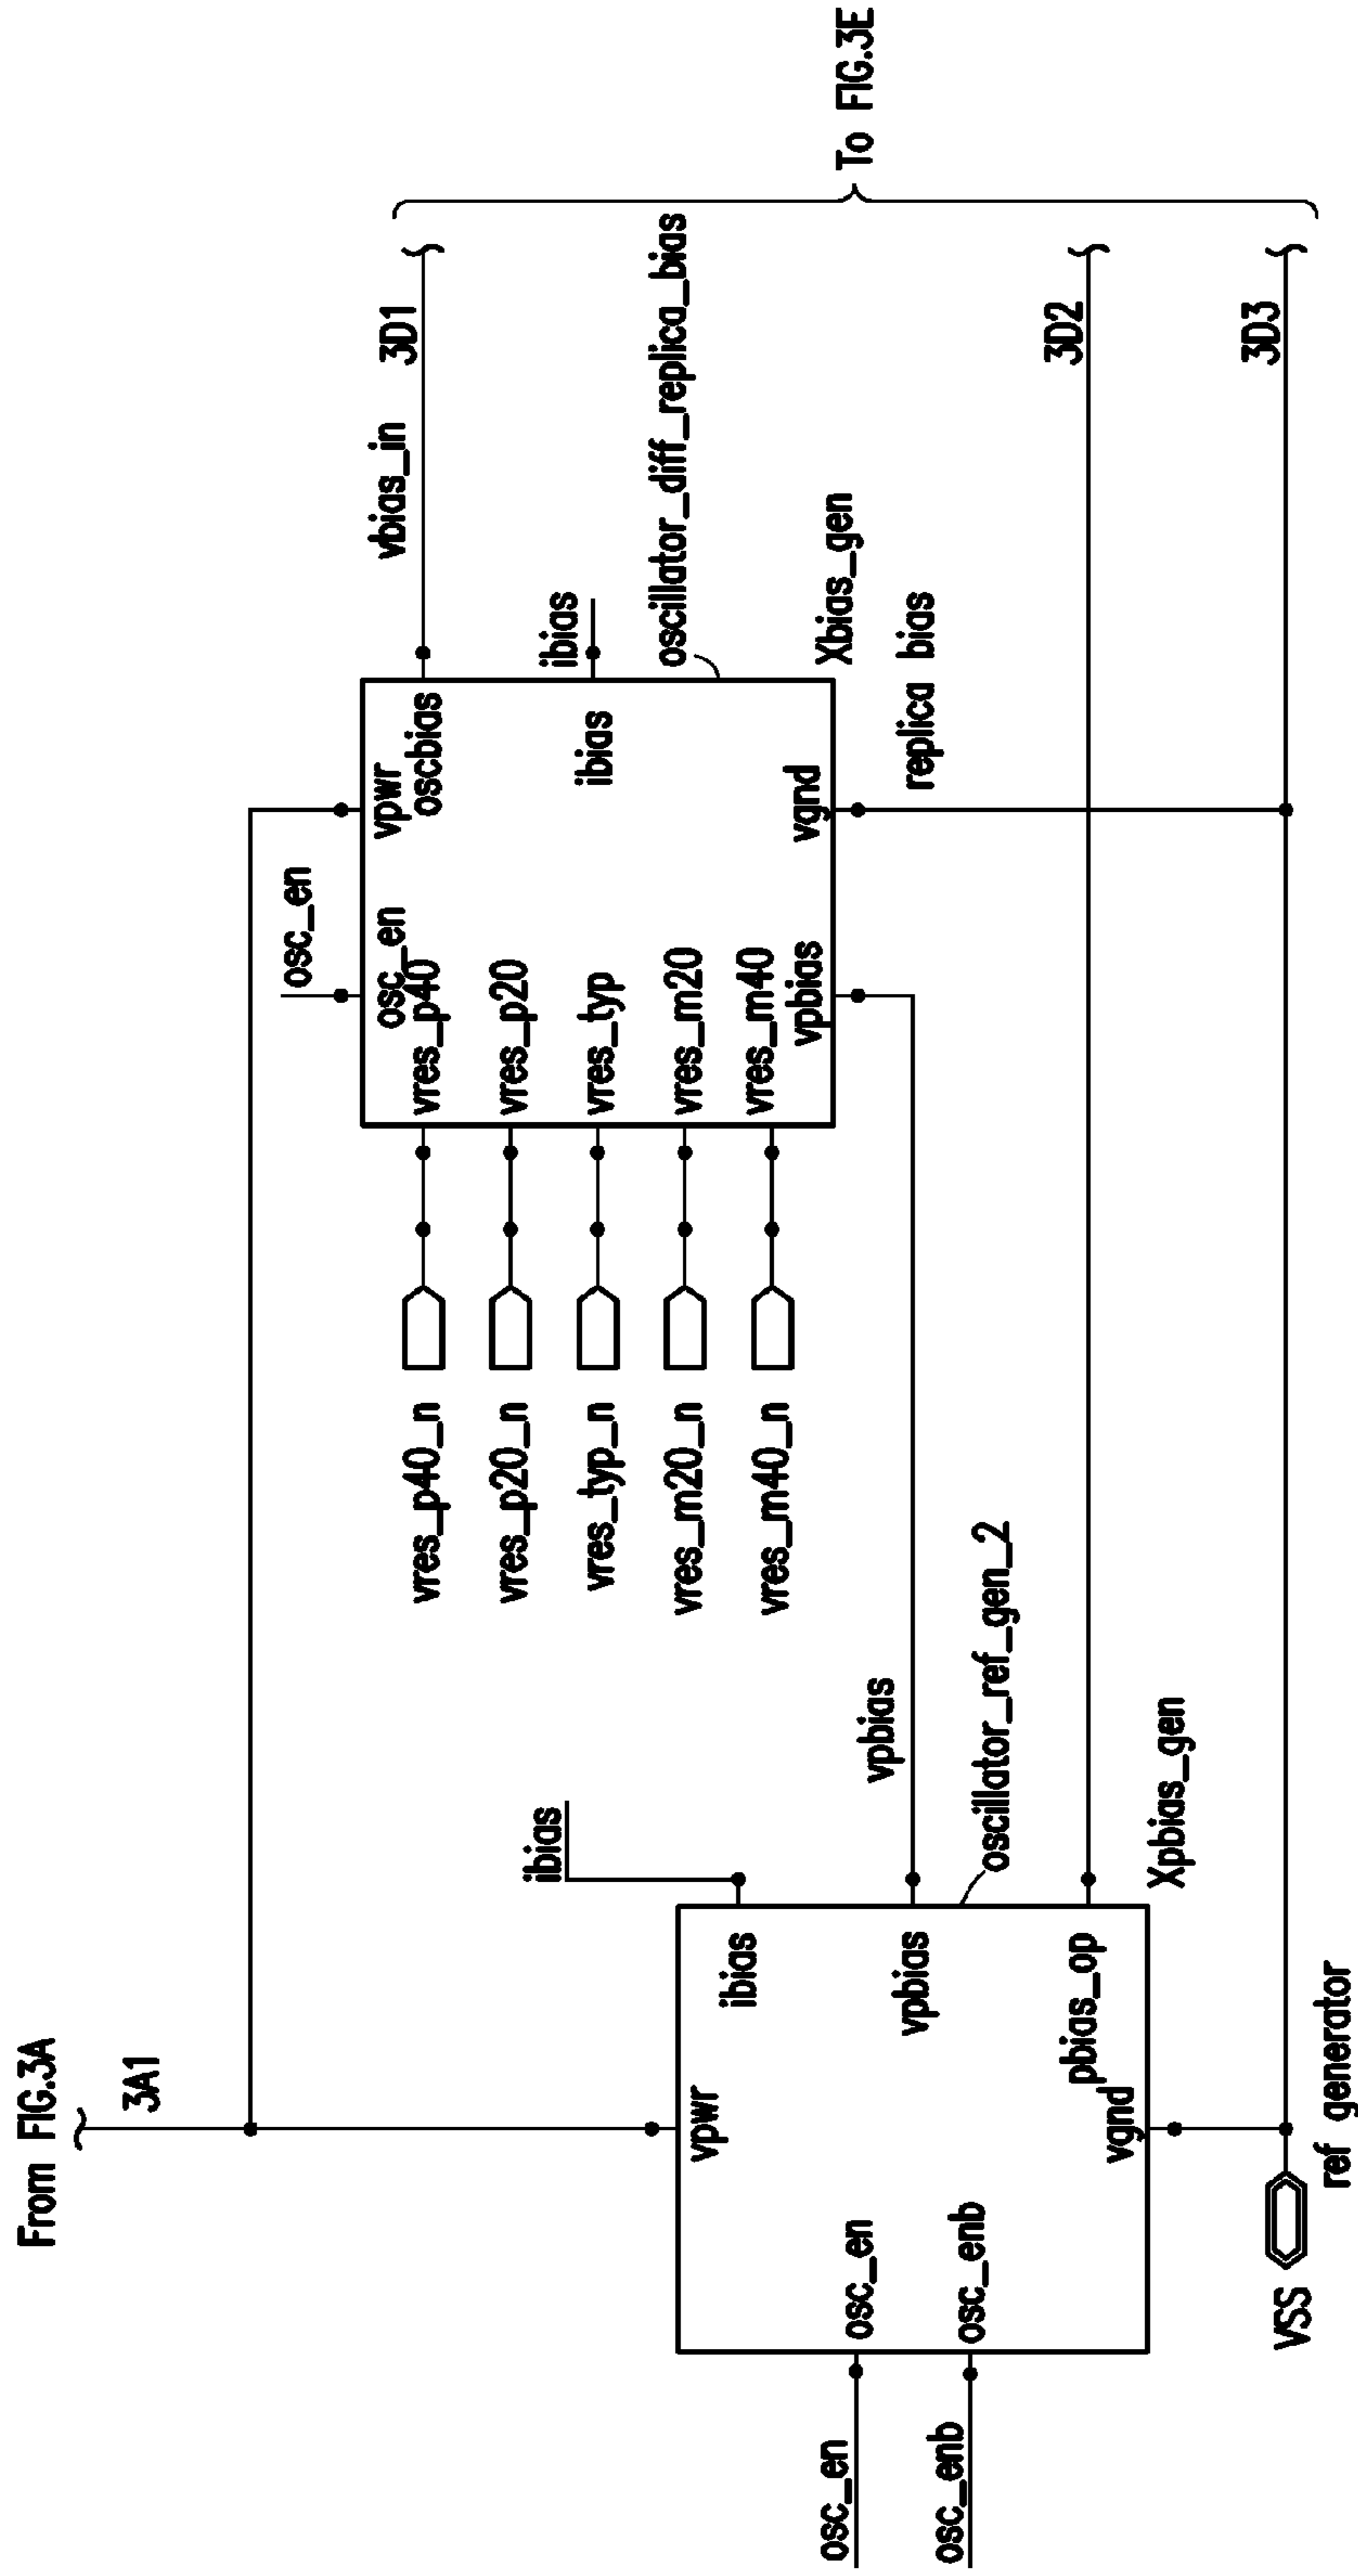 From FIG.3A
3A1
osc_en
vbias_in
3D1
vpwr
oscbias
osc_en
vres_p40
vres_p20
vres_typ
vres_m20
vres_m40
vpbias
vgnd
ibias
ibias
oscillator_diff_replica_bias
Xbias_gen
replica bias
To FIG.3E
vres_p40_n
vres_p20_n
vres_typ_n
vres_m20_n
vres_m40_n
ibias
vpbias
oscillator_ref_gen_2
3D2
Xpbias_gen
3D3
vpwr
ibias
vpbias
pbias_op
vgnd
osc_en
osc_enb
osc_en
osc_enb
VSS
ref generator